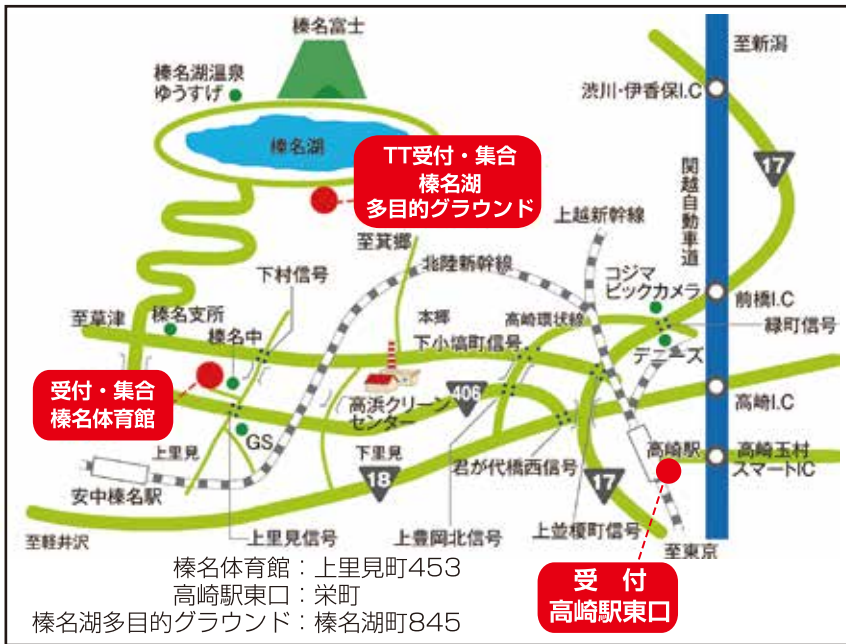 榛名富士
至新潟
榛名湖温泉
ゆうすげ
渋川・伊香保I.C
榛名湖
TT受付・集合
榛名湖
多目的グラウンド
17
関越自動車道
上越新幹線
至箕郷
北陸新幹線
コジマ
ビックカメラ
下村信号
前橋I.C
至草津
榛名支所
本郷
高崎環状線
緑町信号
榛名中
下小塙町信号
デニーズ
受付・集合
榛名体育館
406
高崎I.C
高浜クリーン
センター
GS
上里見
下里見
君が代橋西信号
高崎駅
高崎玉村
スマートIC
18
17
安中榛名駅
上里見信号
上豊岡北信号
上並榎町信号
至軽井沢
至東京
榛名体育館：上里見町453
高崎駅東口：栄町
榛名湖多目的グラウンド：榛名湖町845
受　付
高崎駅東口